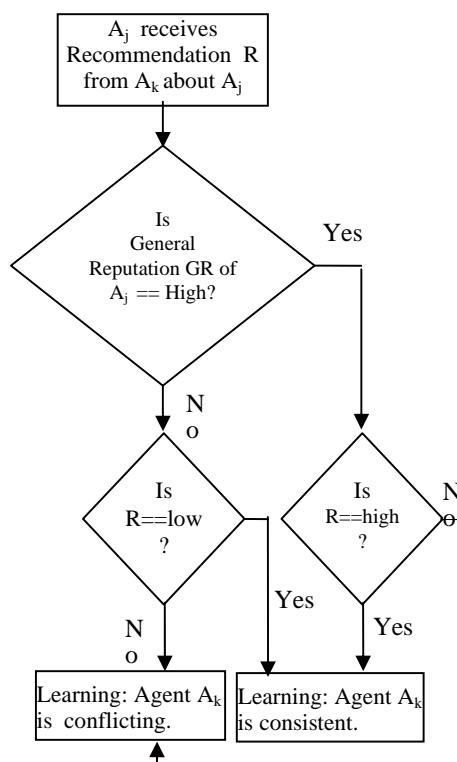 Aj receives
Recommendation R
from Ak about Aj
Is
General
Reputation GR of
Aj == High?
Yes
N
o
Is
R==low
?
Is
R==high
?
N
o
Yes
N
o
Yes
Learning: Agent Ak
is conflicting.
Learning: Agent Ak
is consistent.